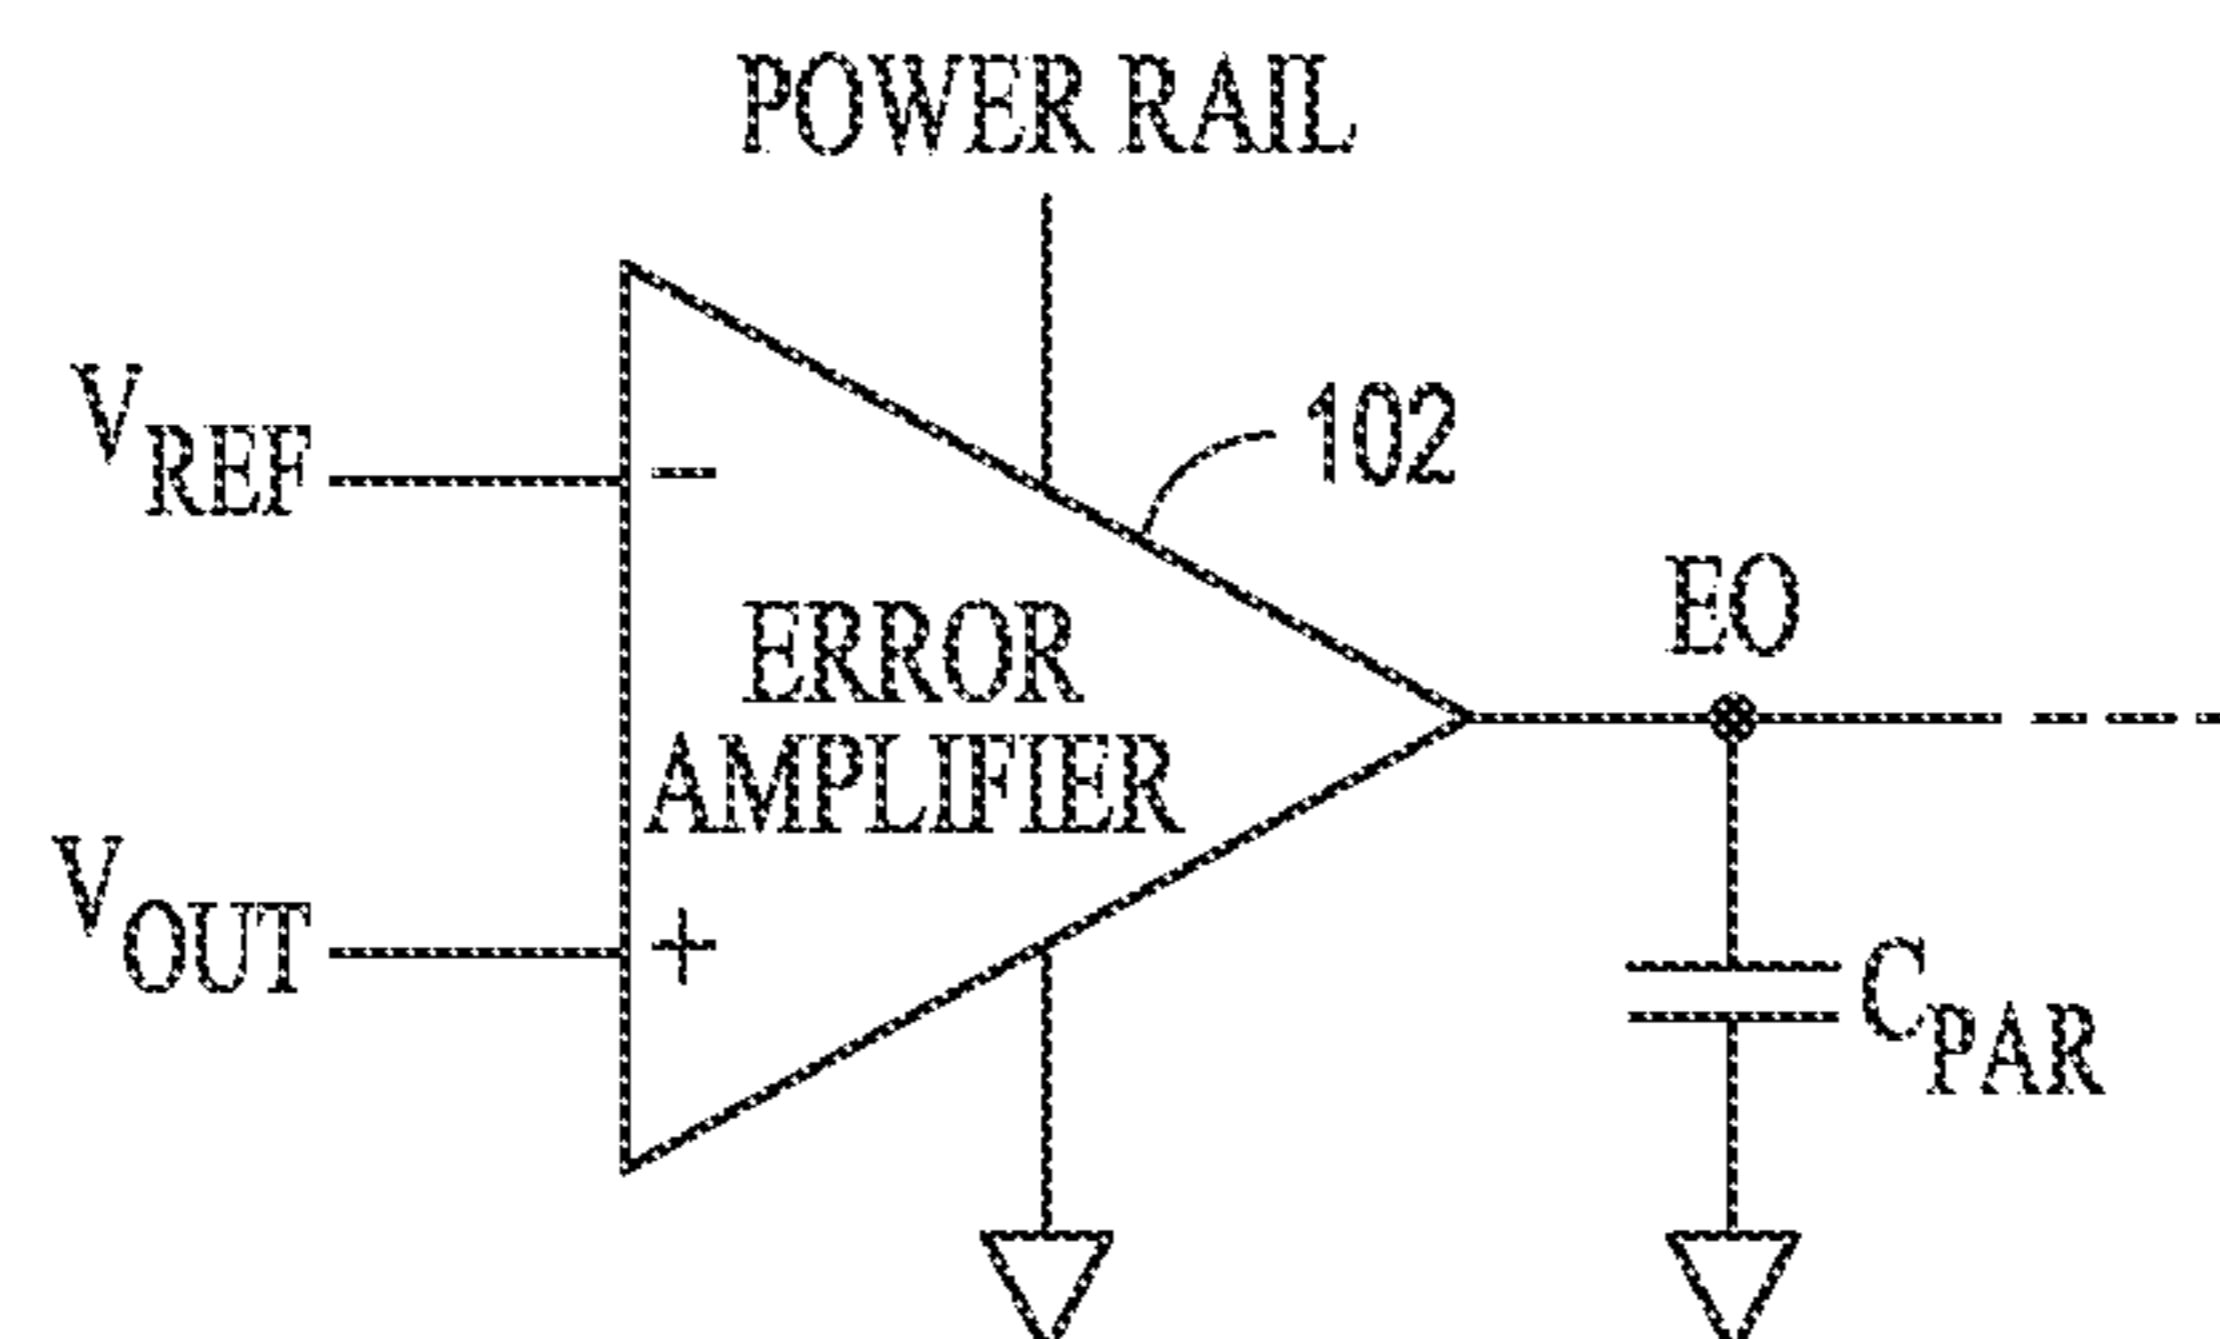 POWER RAIL
VREF
−
102
EO
ERROR
AMPLIFIER
VOUT
+
CPAR